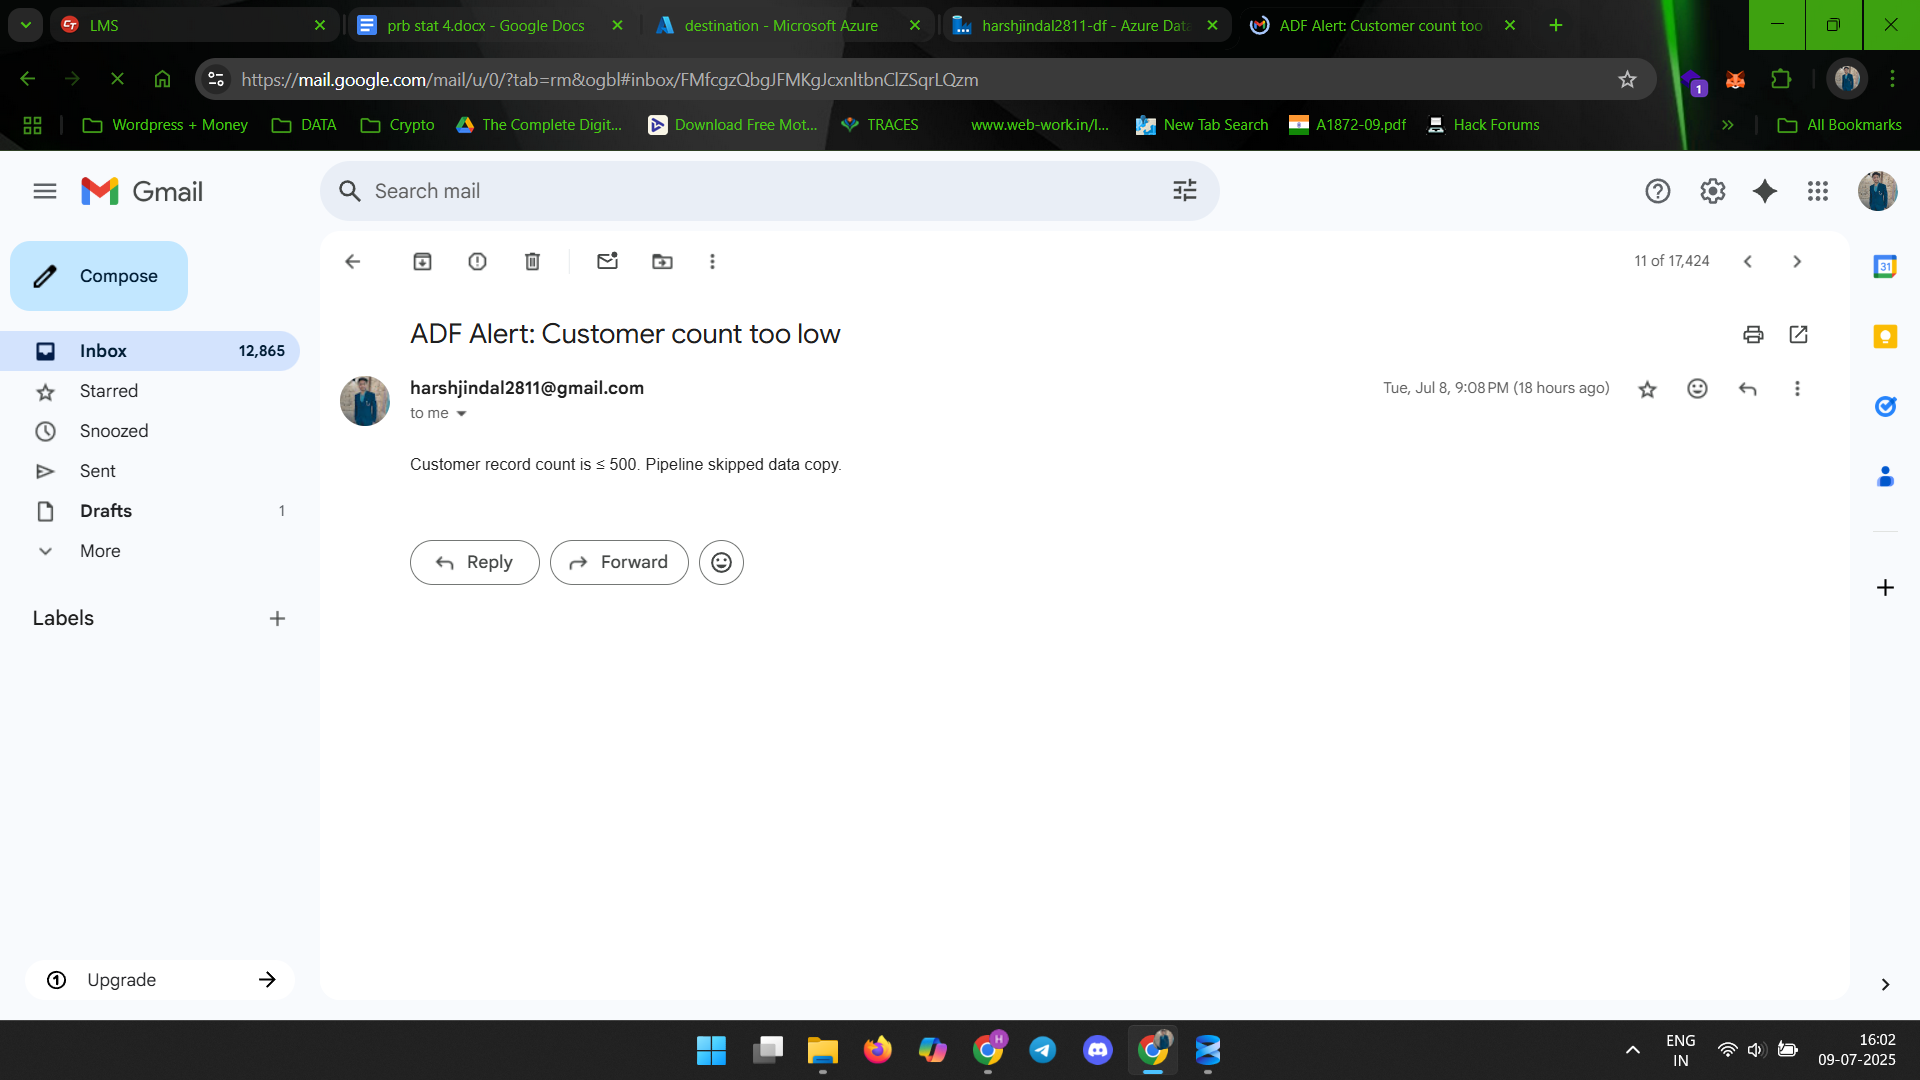 LMS
prb stat 4.docx - Google Docs
destination - Microsoft Azure
harshjindal2811-df - Azure Data
ADF Alert: Customer count too
https://mail.google.com/mail/u/0/?tab=rm&ogbl#inbox/FMfcgzQbgJFMKgJcxnltbnClZSqrLQzm
1
Wordpress + Money
DATA
Crypto
The Complete Digit...
Download Free Mot...
TRACES
www.web-work.in/l...
New Tab Search
A1872-09.pdf
Hack Forums
All Bookmarks
Gmail
Search mail
Compose
11 of 17,424
31
ADF Alert: Customer count too low
Inbox 12,865
Starred
Snoozed
Sent
Drafts 1
More
Labels
harshjindal2811@gmail.com
Tue, Jul 8, 9:08 PM (18 hours ago)
to me
Customer record count is ≤ 500. Pipeline skipped data copy.
Reply
Forward
Upgrade
H
ENG
IN
16:02
09-07-2025